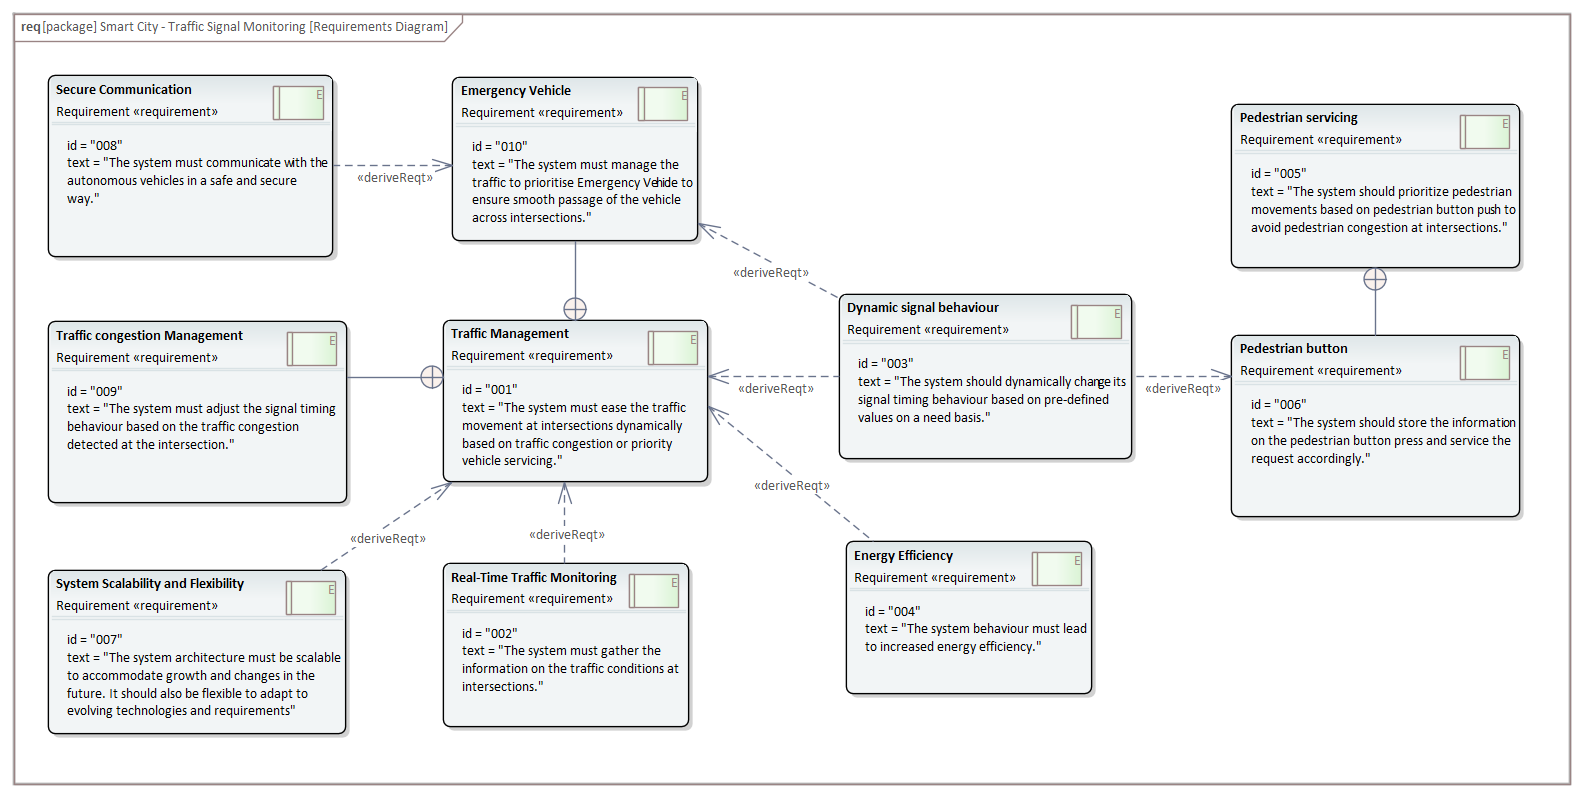 req [package] Smart City - Traffic Signal Monitoring [Requirements Diagram]
Secure Communication
E
Requirement «requirement»
id = "008"
text = "The system must communicate with the
autonomous vehicles in a safe and secure
way."
«deriveReqt»
Emergency Vehicle
E
Requirement «requirement»
id = "010"
text = "The system must manage the
traffic to prioritise Emergency Vehicle to
ensure smooth passage of the vehicle
across intersections."
«deriveReqt»
Pedestrian servicing
E
Requirement «requirement»
id = "005"
text = "The system should prioritize pedestrian
movements based on pedestrian button push to
avoid pedestrian congestion at intersections."
Traffic congestion Management
E
Requirement «requirement»
id = "009"
text = "The system must adjust the signal timing
behaviour based on the traffic congestion
detected at the intersection."
Traffic Management
E
Requirement «requirement»
id = "001"
text = "The system must ease the traffic
movement at intersections dynamically
based on traffic congestion or priority
vehicle servicing."
«deriveReqt»
Dynamic signal behaviour
E
Requirement «requirement»
id = "003"
text = "The system should dynamically change its
signal timing behaviour based on pre-defined
values on a need basis."
«deriveReqt»
Pedestrian button
E
Requirement «requirement»
id = "006"
text = "The system should store the information
on the pedestrian button press and service the
request accordingly."
«deriveReqt»
«deriveReqt»
«deriveReqt»
System Scalability and Flexibility
E
Requirement «requirement»
id = "007"
text = "The system architecture must be scalable
to accommodate growth and changes in the
future. It should also be flexible to adapt to
evolving technologies and requirements"
Real-Time Traffic Monitoring
E
Requirement «requirement»
id = "002"
text = "The system must gather the
information on the traffic conditions at
intersections."
Energy Efficiency
E
Requirement «requirement»
id = "004"
text = "The system behaviour must lead
to increased energy efficiency."